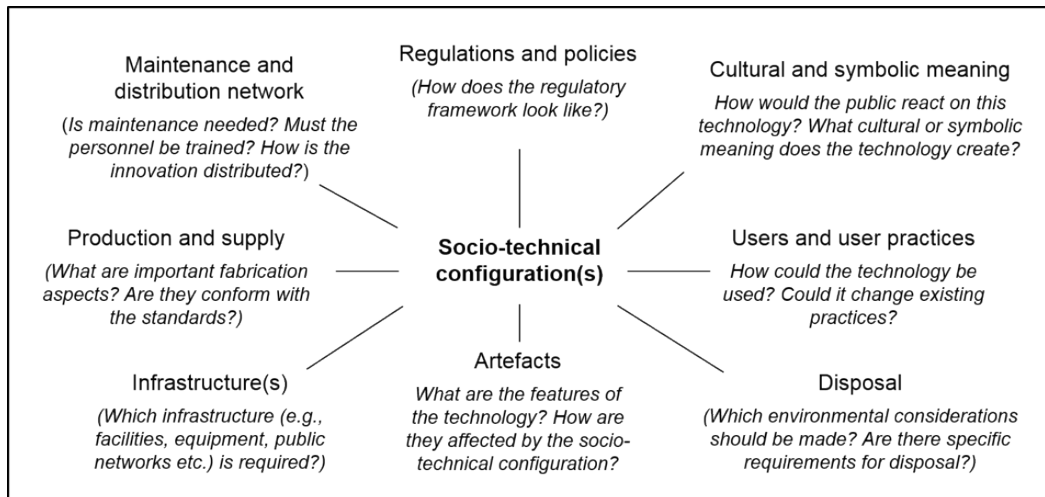 Maintenance and
distribution network
(Is maintenance needed? Must the
personnel be trained? How is the
innovation distributed?)
Regulations and policies
(How does the regulatory
framework look like?)
Cultural and symbolic meaning
How would the public react on this
technology? What cultural or symbolic
meaning does the technology create?
Production and supply
(What are important fabrication
aspects? Are they conform with
the standards?)
Socio-technical
configuration(s)
Users and user practices
How could the technology be
used? Could it change existing
practices?
Infrastructure(s)
(Which infrastructure (e.g.,
facilities, equipment, public
networks etc.) is required?)
Artefacts
What are the features of
the technology? How are
they affected by the socio-
technical configuration?
Disposal
(Which environmental considerations
should be made? Are there specific
requirements for disposal?)